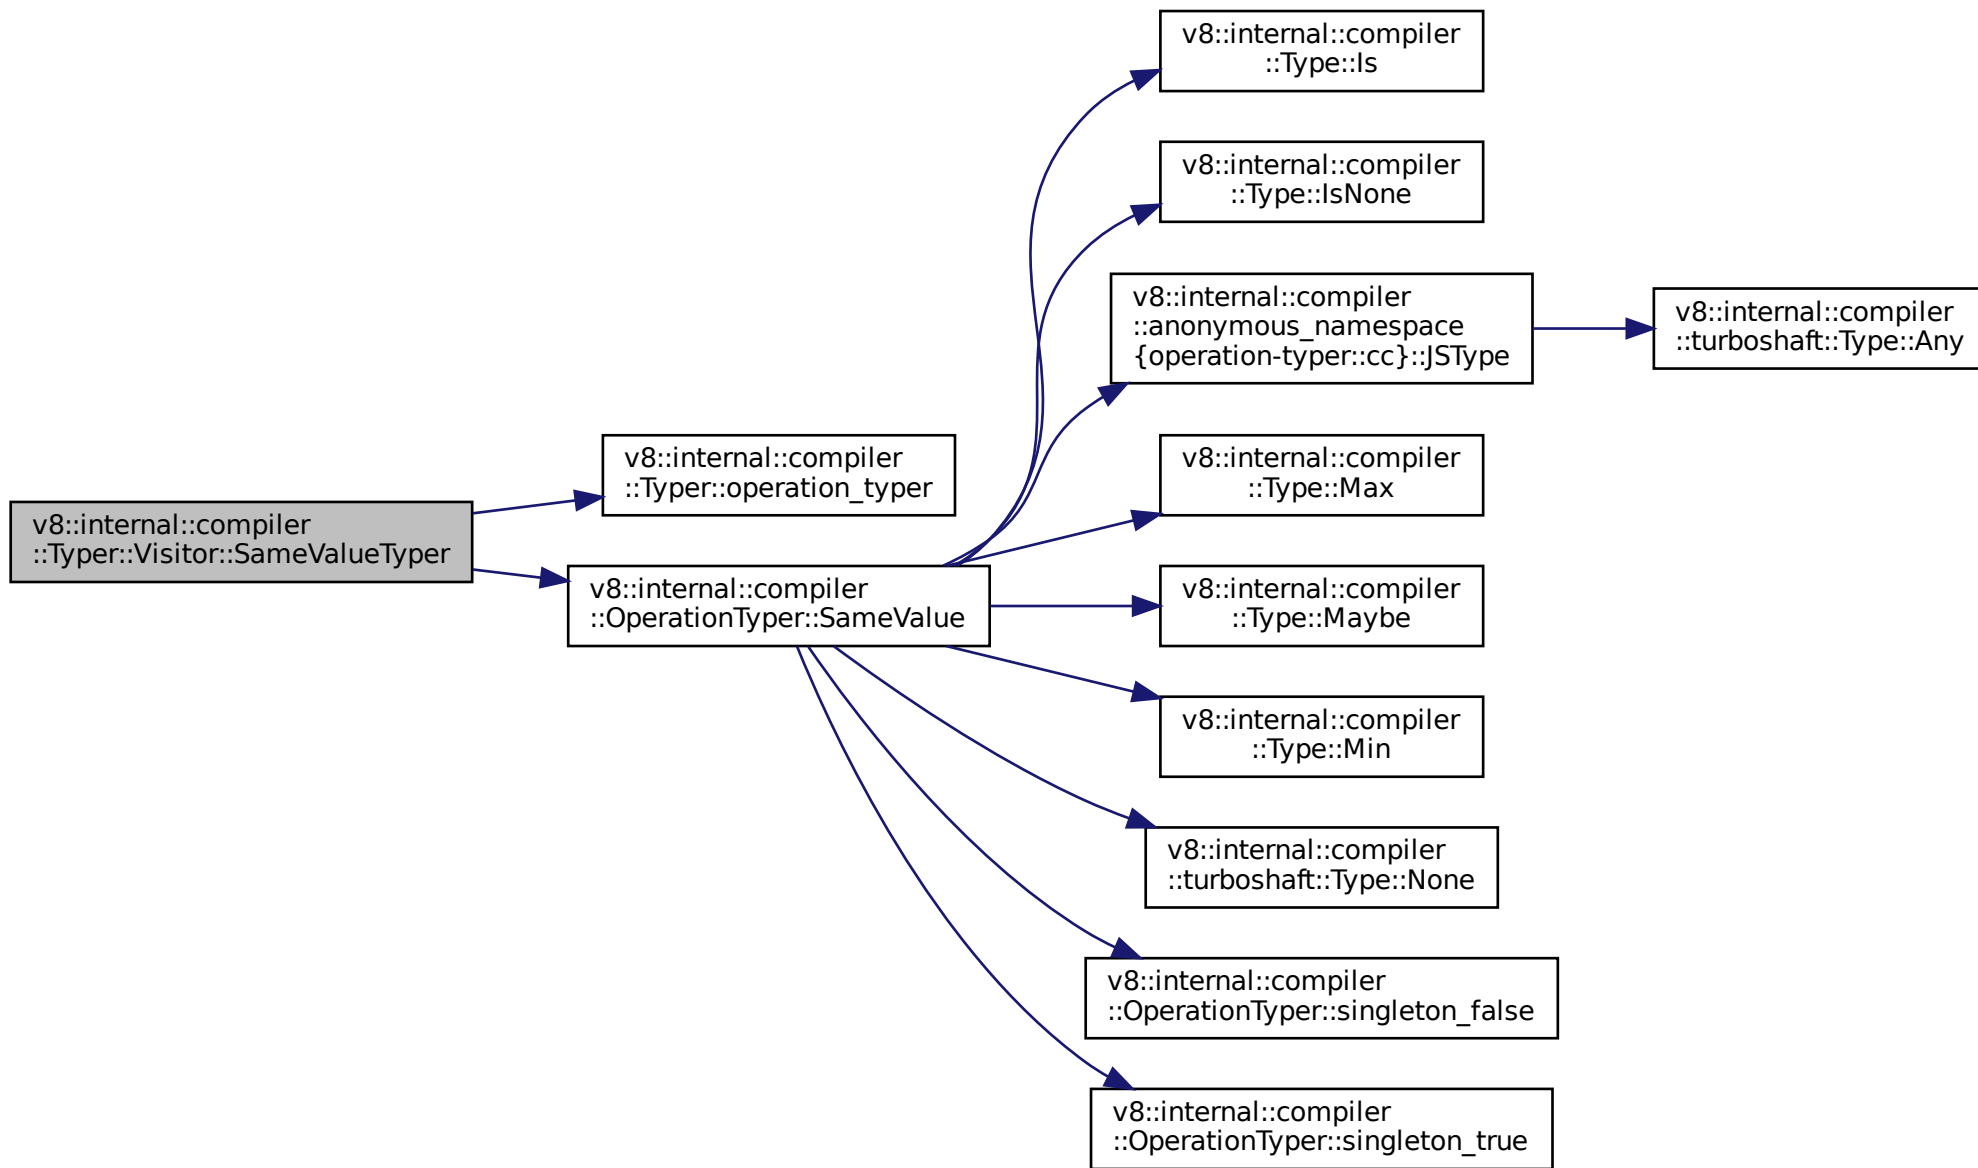 v8::internal::compiler
::Typer::Visitor::SameValueTyper
v8::internal::compiler
::Typer::operation_typer
v8::internal::compiler
::OperationTyper::SameValue
v8::internal::compiler
::Type::Is
v8::internal::compiler
::Type::IsNone
v8::internal::compiler
::anonymous_namespace
{operation-typer::cc}::JSType
v8::internal::compiler
::turboshaft::Type::Any
v8::internal::compiler
::Type::Max
v8::internal::compiler
::Type::Maybe
v8::internal::compiler
::Type::Min
v8::internal::compiler
::turboshaft::Type::None
v8::internal::compiler
::OperationTyper::singleton_false
v8::internal::compiler
::OperationTyper::singleton_true